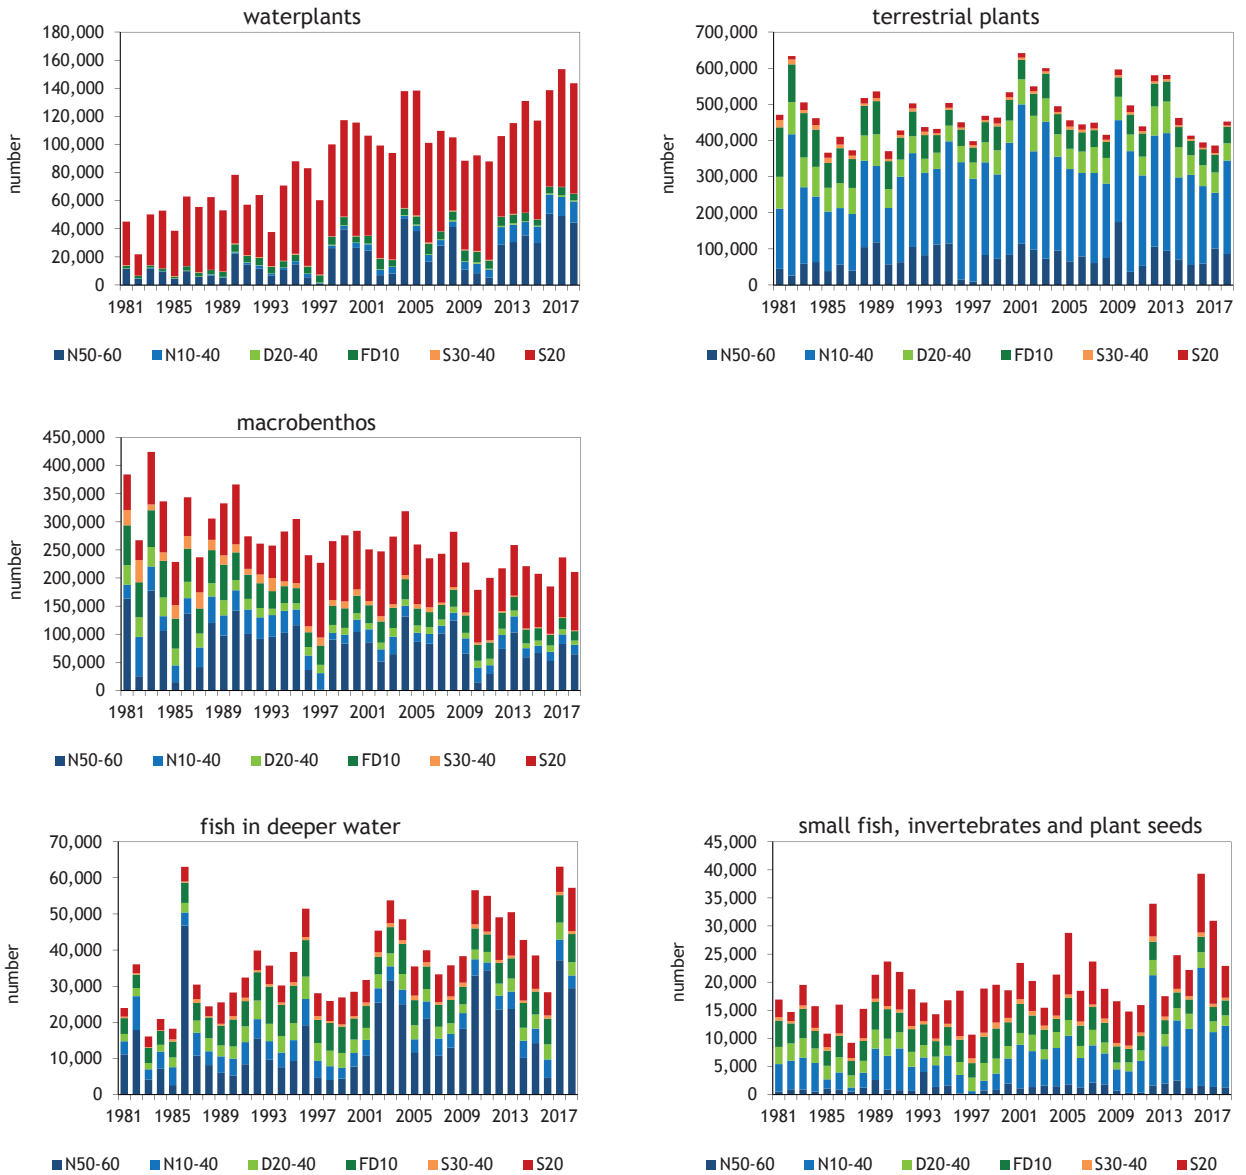 waterplants
180,000
160,000
140,000
120,000
100,000
80,000
60,000
40,000
20,000
0
number
1981 1985 1989 1993 1997 2001 2005 2009 2013 2017
N50-60 N10-40 D20-40 FD10 S30-40 S20
terrestrial plants
700,000
600,000
500,000
400,000
300,000
200,000
100,000
0
number
1981 1985 1989 1993 1997 2001 2005 2009 2013 2017
N50-60 N10-40 D20-40 FD10 S30-40 S20
macrobenthos
450,000
400,000
350,000
300,000
250,000
200,000
150,000
100,000
50,000
0
number
1981 1985 1989 1993 1997 2001 2005 2009 2013 2017
N50-60 N10-40 D20-40 FD10 S30-40 S20
fish in deeper water
70,000
60,000
50,000
40,000
30,000
20,000
10,000
0
number
1981 1985 1989 1993 1997 2001 2005 2009 2013 2017
N50-60 N10-40 D20-40 FD10 S30-40 S20
small fish, invertebrates and plant seeds
45,000
40,000
35,000
30,000
25,000
20,000
15,000
10,000
5,000
0
number
1981 1985 1989 1993 1997 2001 2005 2009 2013 2017
N50-60 N10-40 D20-40 FD10 S30-40 S20